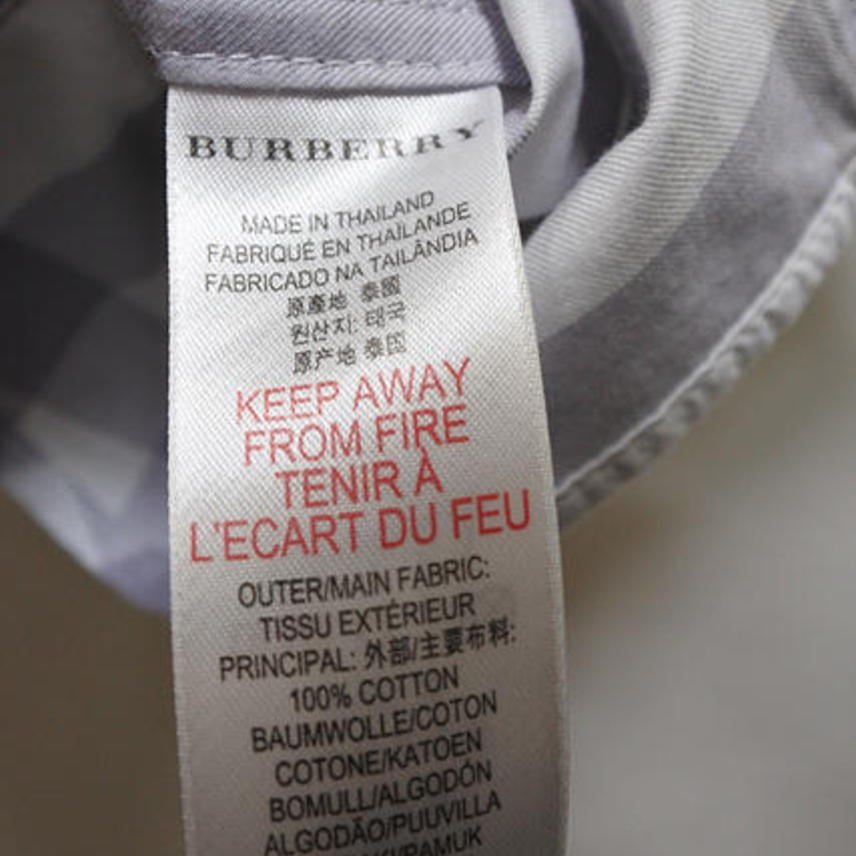 BURBERRY
MADE IN THAILAND
FABRIQUÉ EN THAÏLANDE
FABRICADO NA TAILÂNDIA
原產地 泰國
원산지: 태국
原产地 泰国
KEEP AWAY
FROM FIRE
TENIR À
L'ECART DU FEU
OUTER/MAIN FABRIC:
TISSU EXTÉRIEUR
PRINCIPAL: 外部/主要布料:
100% COTTON
BAUMWOLLE/COTON
COTONE/KATOEN
BOMULL/ALGODÓN
ALGODÃO/PUUVILLA
/PAMUK